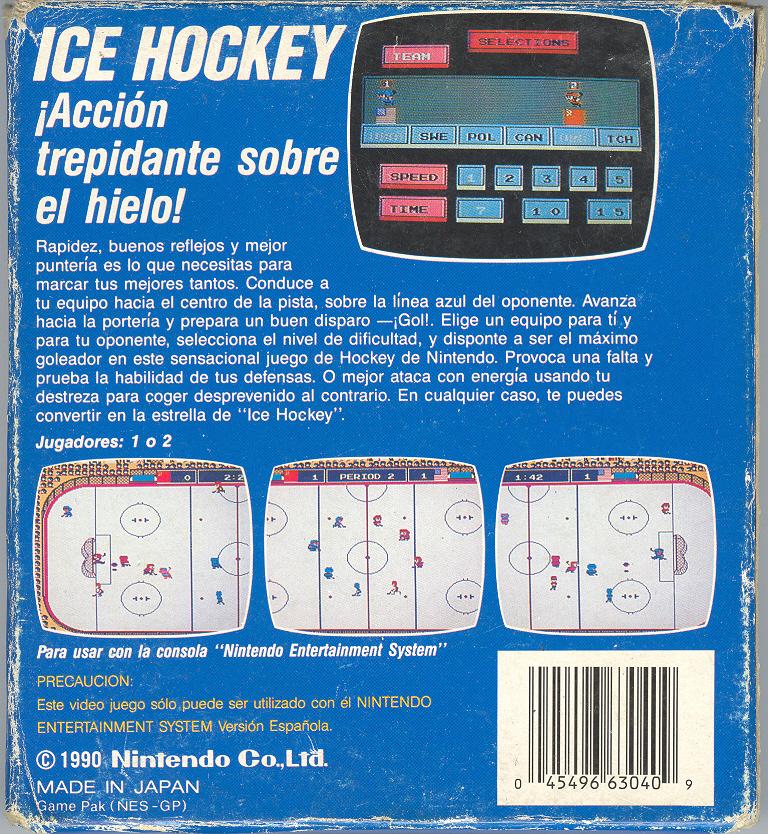 ICE HOCKEY
¡Acción
trepidante sobre
el hielo!
Rapidez, buenos reflejos y mejor
puntería es lo que necesitas para
marcar tus mejores tantos. Conduce a
tu equipo hacia el centro de la pista, sobre la línea azul del oponente. Avanza
hacia la portería y prepara un buen disparo —¡Gol!. Elige un equipo para tí y
para tu oponente, selecciona el nivel de dificultad, y disponte a ser el máximo
goleador en este sensacional juego de Hockey de Nintendo. Provoca una falta y
prueba la habilidad de tus defensas. O mejor ataca con energía usando tu
destreza para coger desprevenido al contrario. En cualquier caso, te puedes
convertir en la estrella de "Ice Hockey".
Jugadores: 1 o 2
SELECTIONS
TEAM
SWE POL CAN TCH
SPEED 1 2 3 4 5
TIME 7 10 15
0 2:2
1 PERIOD 2 1
1:42 1
Para usar con la consola "Nintendo Entertainment System"
PRECAUCION:
Este video juego sólo puede ser utilizado con él NINTENDO
ENTERTAINMENT SYSTEM Versión Española.
© 1990 Nintendo Co.,Ltd.
MADE IN JAPAN
Game Pak (NES-GP)
0 45496 63040 9